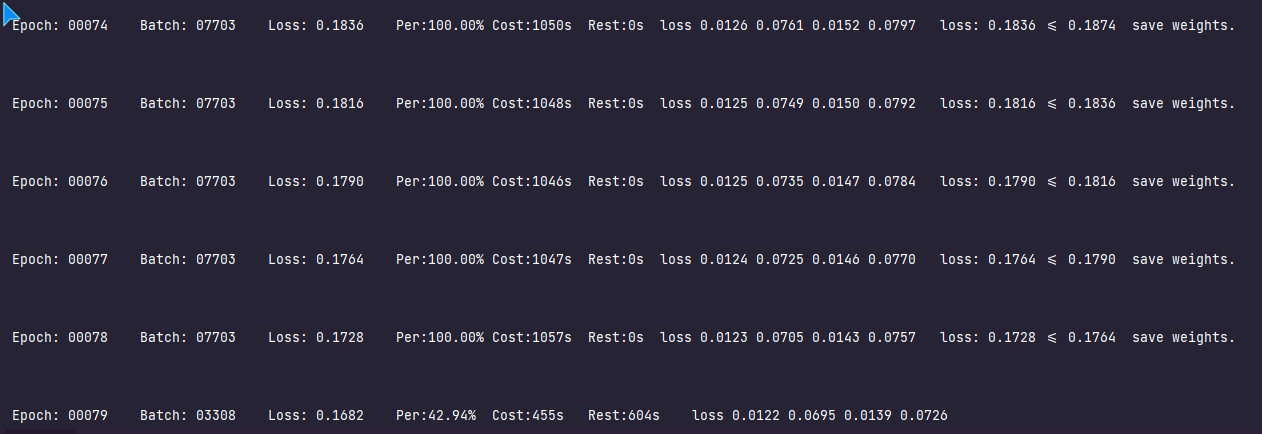 Epoch: 00074    Batch: 07703    Loss: 0.1836    Per:100.00% Cost:1050s  Rest:0s  loss 0.0126 0.0761 0.0152 0.0797   loss: 0.1836 ⩽ 0.1874  save weights.
Epoch: 00075    Batch: 07703    Loss: 0.1816    Per:100.00% Cost:1048s  Rest:0s  loss 0.0125 0.0749 0.0150 0.0792   loss: 0.1816 ⩽ 0.1836  save weights.
Epoch: 00076    Batch: 07703    Loss: 0.1790    Per:100.00% Cost:1046s  Rest:0s  loss 0.0125 0.0735 0.0147 0.0784   loss: 0.1790 ⩽ 0.1816  save weights.
Epoch: 00077    Batch: 07703    Loss: 0.1764    Per:100.00% Cost:1047s  Rest:0s  loss 0.0124 0.0725 0.0146 0.0770   loss: 0.1764 ⩽ 0.1790  save weights.
Epoch: 00078    Batch: 07703    Loss: 0.1728    Per:100.00% Cost:1057s  Rest:0s  loss 0.0123 0.0705 0.0143 0.0757   loss: 0.1728 ⩽ 0.1764  save weights.
Epoch: 00079    Batch: 03308    Loss: 0.1682    Per:42.94%  Cost:455s   Rest:604s    loss 0.0122 0.0695 0.0139 0.0726